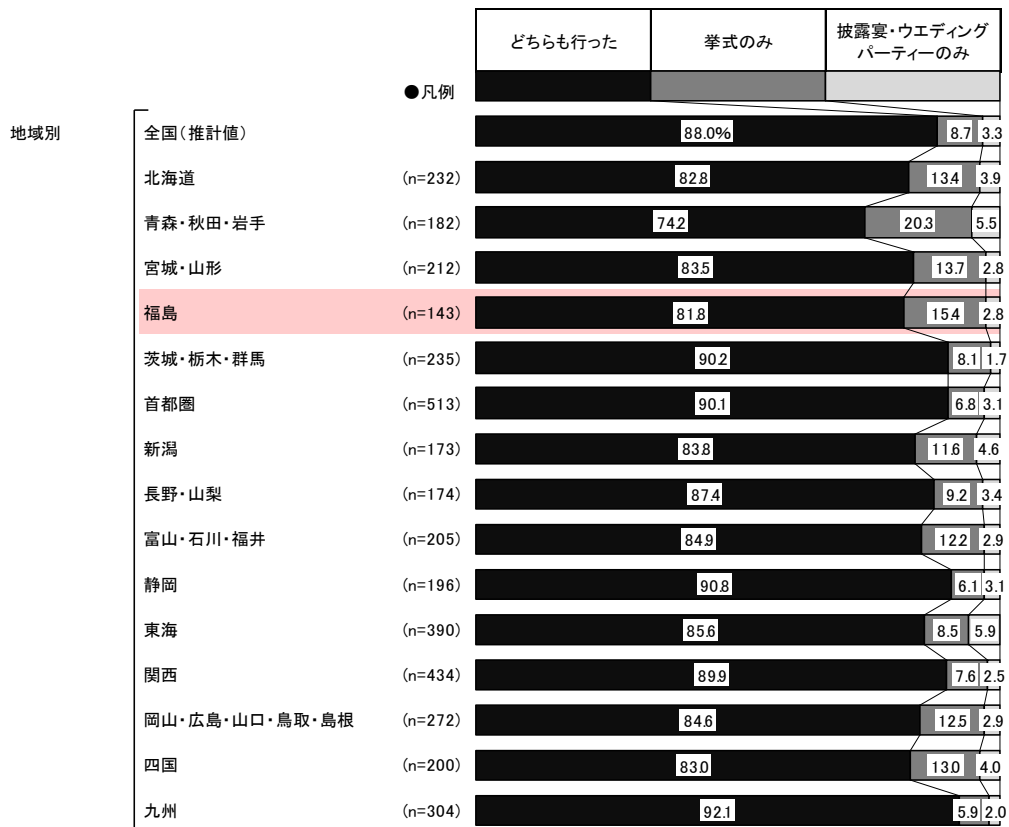 どちらも行った 挙式のみ 披露宴・ウエディング
パーティーのみ
●凡例
地域別 全国（推計値） 88.0% 8.7 3.3
北海道 (n=232) 82.8 13.4 3.9
青森・秋田・岩手 (n=182) 74.2 20.3 5.5
宮城・山形 (n=212) 83.5 13.7 2.8
福島 (n=143) 81.8 15.4 2.8
茨城・栃木・群馬 (n=235) 90.2 8.1 1.7
首都圏 (n=513) 90.1 6.8 3.1
新潟 (n=173) 83.8 11.6 4.6
長野・山梨 (n=174) 87.4 9.2 3.4
富山・石川・福井 (n=205) 84.9 12.2 2.9
静岡 (n=196) 90.8 6.1 3.1
東海 (n=390) 85.6 8.5 5.9
関西 (n=434) 89.9 7.6 2.5
岡山・広島・山口・鳥取・島根 (n=272) 84.6 12.5 2.9
四国 (n=200) 83.0 13.0 4.0
九州 (n=304) 92.1 5.9 2.0